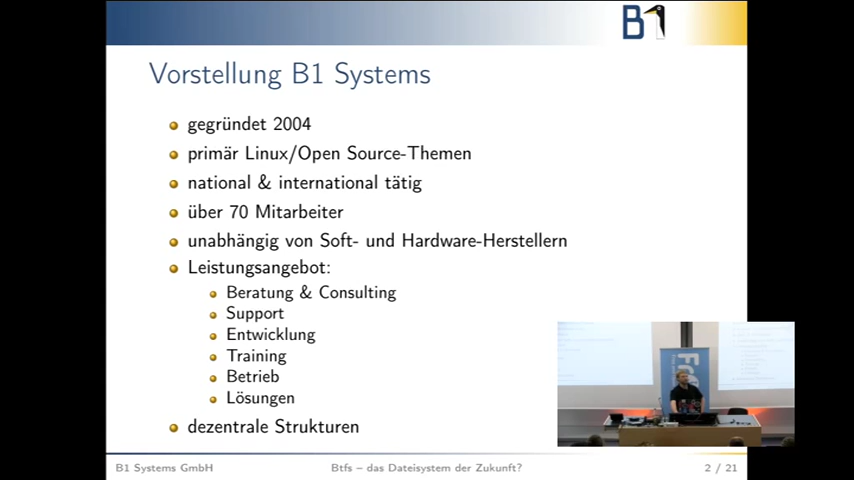 B1
Vorstellung B1 Systems
gegründet 2004
primär Linux/Open Source-Themen
national & international tätig
über 70 Mitarbeiter
unabhängig von Soft- und Hardware-Herstellern
Leistungsangebot:
Beratung & Consulting
Support
Entwicklung
Training
Betrieb
Lösungen
dezentrale Strukturen
B1 Systems GmbH
Btfs – das Dateisystem der Zukunft?
2 / 21